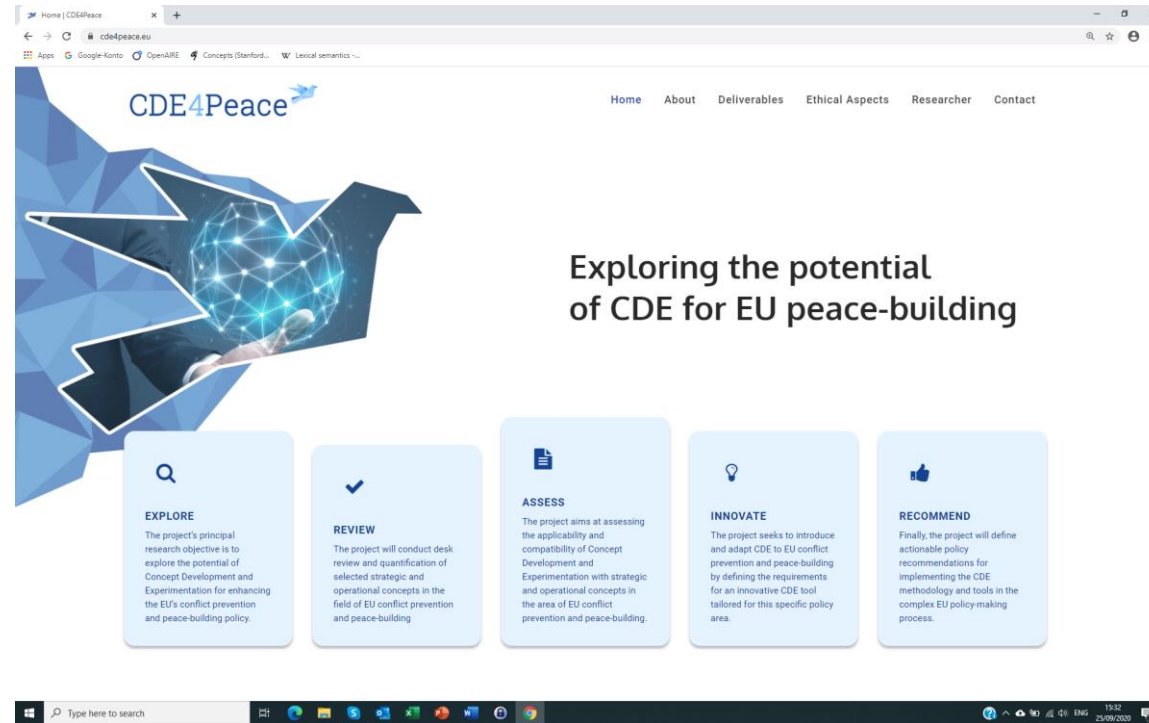 Home | CDE4Peace
cde4peace.eu
Apps Google-Konto OpenAIRE Concepts (Stanford... Lexical semantics -...
CDE4Peace
Home About Deliverables Ethical Aspects Researcher Contact
Exploring the potential
of CDE for EU peace-building
EXPLORE
The project's principal
research objective is to
explore the potential of
Concept Development and
Experimentation for enhancing
the EU's conflict prevention
and peace-building policy.
REVIEW
The project will conduct desk
review and quantification of
selected strategic and
operational concepts in the
field of EU conflict prevention
and peace-building
ASSESS
The project aims at assessing
the applicability and
compatibility of Concept
Development and
Experimentation with strategic
and operational concepts in
the area of EU conflict
prevention and peace-building.
INNOVATE
The project seeks to introduce
and adapt CDE to EU conflict
prevention and peace-building
by defining the requirements
for an innovative CDE tool
tailored for this specific policy
area.
RECOMMEND
Finally, the project will define
actionable policy
recommendations for
implementing the CDE
methodology and tools in the
complex EU policy-making
process.
Type here to search
ENG
15:32
25/09/2020